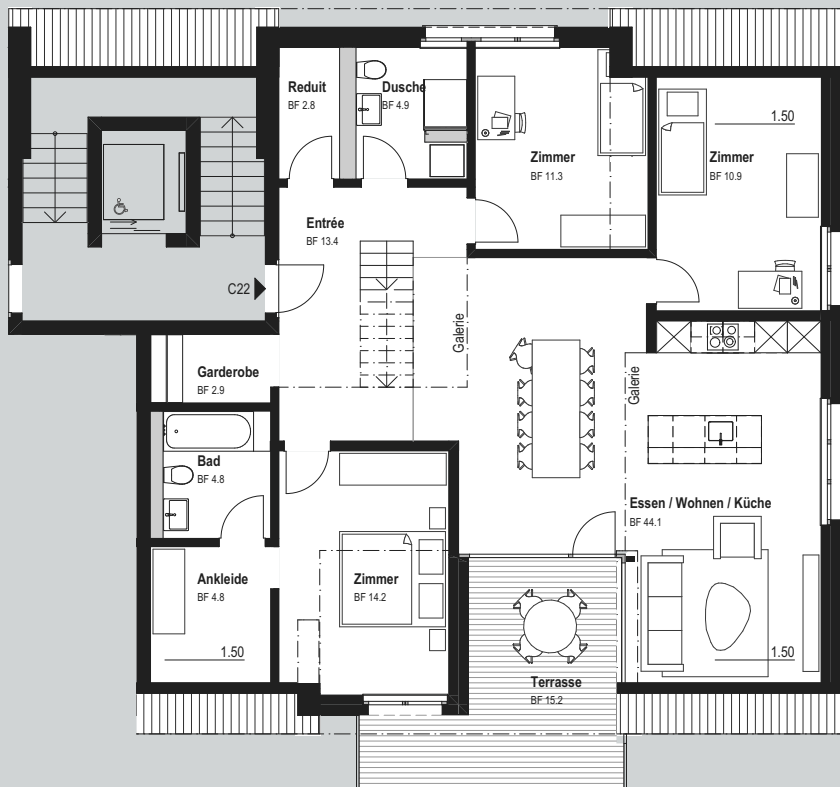 Reduit
BF 2.8
Dusche
BF 4.9
Zimmer
BF 11.3
1.50
Zimmer
BF 10.9
Entrée
BF 13.4
C22
Galerie
Garderobe
BF 2.9
Galerie
Bad
BF 4.8
Essen / Wohnen / Küche
BF 44.1
Ankleide
BF 4.8
Zimmer
BF 14.2
1.50
1.50
Terrasse
BF 15.2